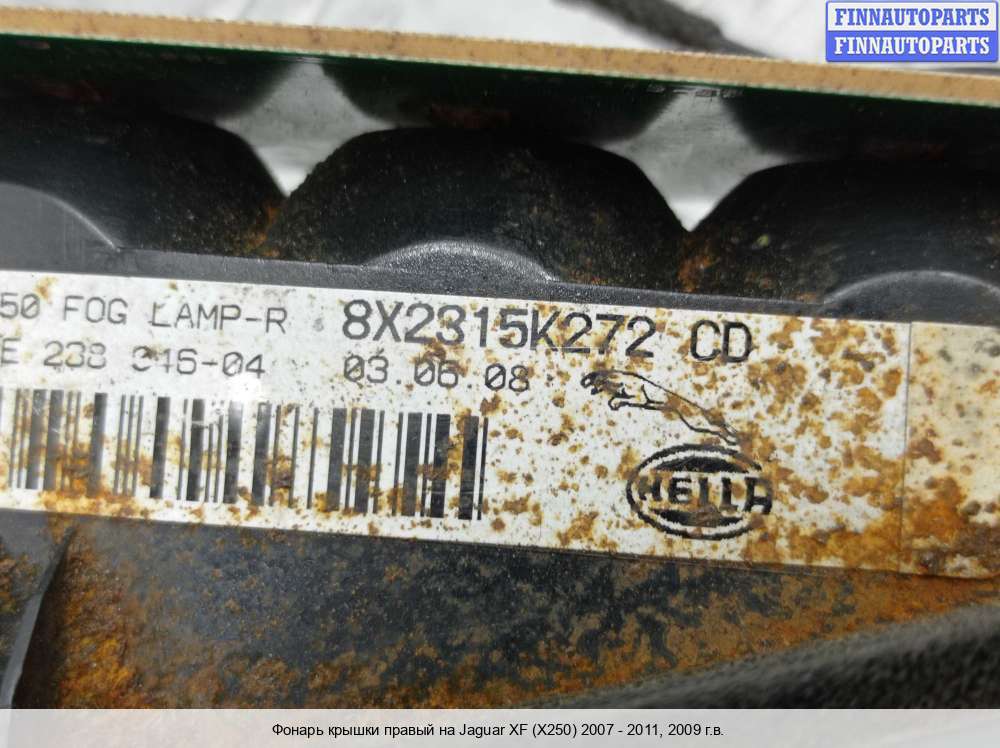 FINNAUTOPARTS
FINNAUTOPARTS
50 FOG LAMP-R 8X2315K272 CD
E 238 046-04 03.06.08
HELLA
Фонарь крышки правый на Jaguar XF (X250) 2007 - 2011, 2009 г.в.